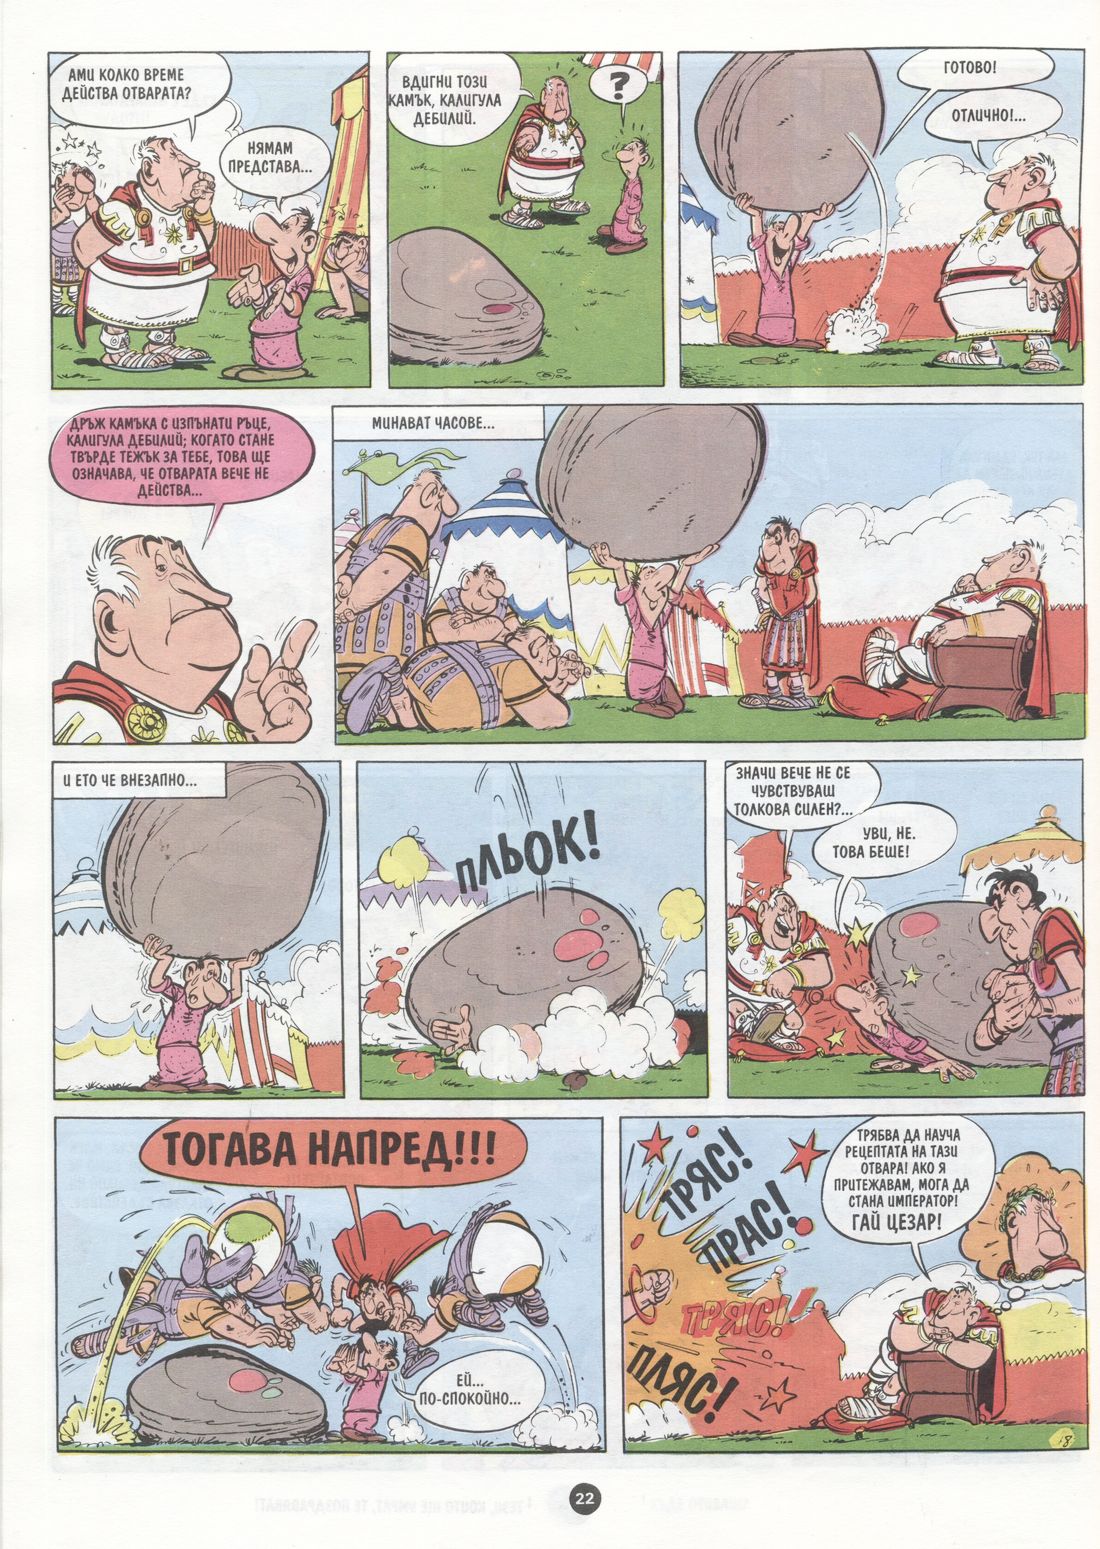 АМИ КОЛКО ВРЕМЕ
ДЕЙСТВА ОТВАРАТА?
НЯМАМ
ПРЕДСТАВА...
ВДИГНИ ТОЗИ
КАМЪК, КАЛИГУЛА
ДЕБИЛИЙ.
?
ГОТОВО!
ОТЛИЧНО!...
ДРЪЖ КАМЪКА С ИЗПЪНАТИ РЪЦЕ,
КАЛИГУЛА ДЕБИЛИЙ; КОГАТО СТАНЕ
ТВЪРДЕ ТЕЖЪК ЗА ТЕБЕ, ТОВА ЩЕ
ОЗНАЧАВА, ЧЕ ОТВАРАТА ВЕЧЕ НЕ
ДЕЙСТВА...
МИНАВАТ ЧАСОВЕ...
И ЕТО ЧЕ ВНЕЗАПНО...
ПЛЬОК!
ЗНАЧИ ВЕЧЕ НЕ СЕ
ЧУВСТВУВАШ
ТОЛКОВА СИЛЕН?...
УВИ, НЕ.
ТОВА БЕШЕ!
ТОГАВА НАПРЕД!!!
ЕЙ...
ПО-СПОКОЙНО...
ТРЯС!
ПРАС!
ТРЯС!
ПЛЯС!
ТРЯБВА ДА НАУЧА
РЕЦЕПТАТА НА ТАЗИ
ОТВАРА! АКО Я
ПРИТЕЖАВАМ, МОГА ДА
СТАНА ИМПЕРАТОР!
ГАЙ ЦЕЗАР!
18
22